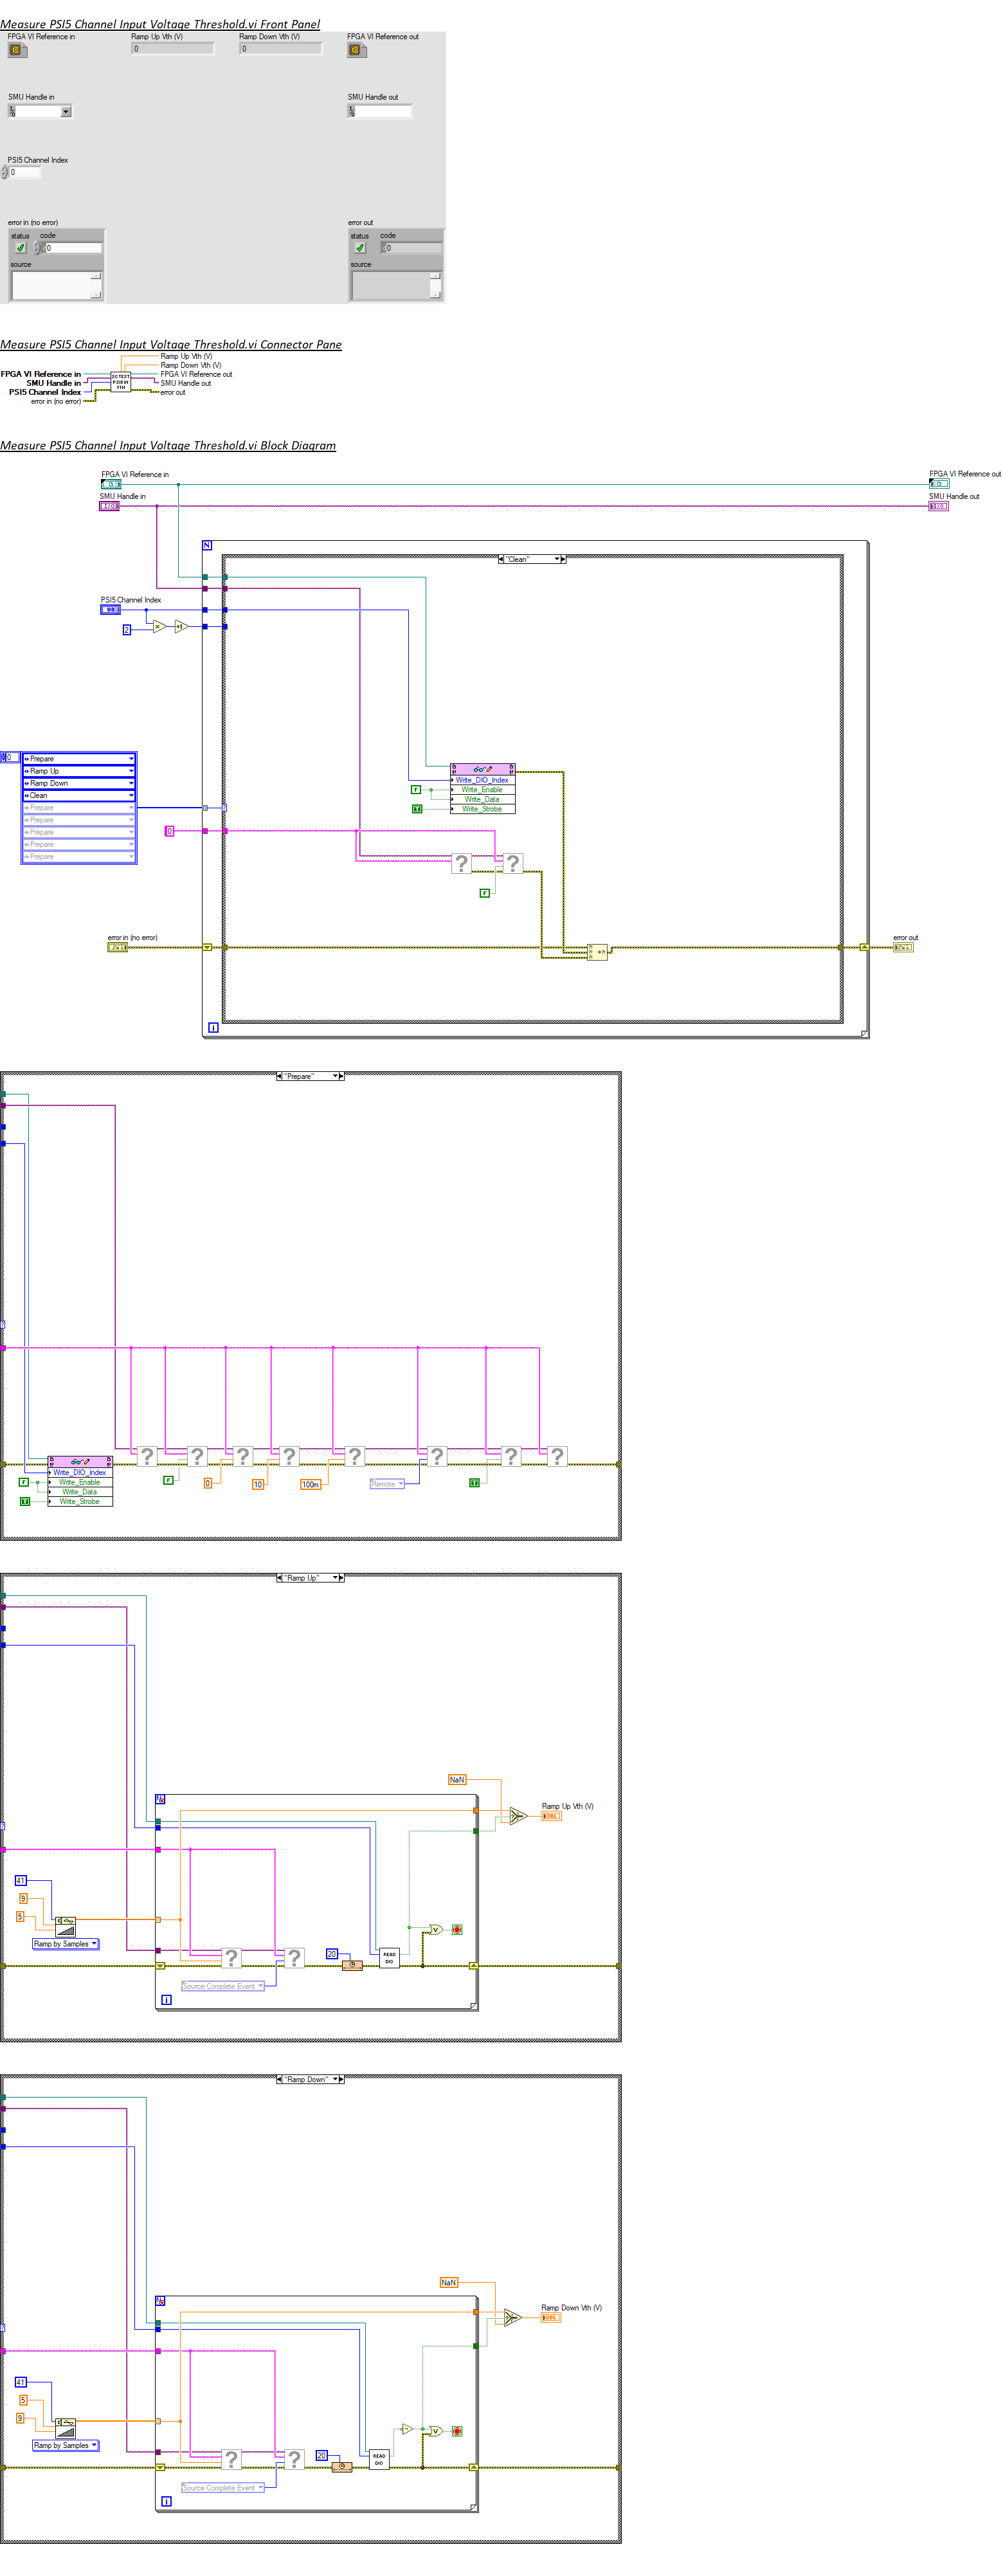 Measure PSI5 Channel Input Voltage Threshold.vi Front Panel
FPGA VI Reference in
Ramp Up Vth (V)
Ramp Down Vth (V)
FPGA VI Reference out
0
0
SMU Handle in
SMU Handle out
PSI5 Channel Index
0
error in (no error)
error out
status code
status code
0
0
source
source
Measure PSI5 Channel Input Voltage Threshold.vi Connector Pane
Ramp Up Vth (V)
Ramp Down Vth (V)
FPGA VI Reference in
FPGA VI Reference out
SMU Handle in
SMU Handle out
PSI5 Channel Index
error out
error in (no error)
Measure PSI5 Channel Input Voltage Threshold.vi Block Diagram
FPGA VI Reference in
FPGA VI Reference out
SMU Handle in
SMU Handle out
N
"Clean"
PSI5 Channel Index
2
0
Prepare
Ramp Up
Ramp Down
Clean
Prepare
Prepare
Prepare
Prepare
Prepare
Write_DIO_Index
Write_Enable
Write_Data
Write_Strobe
F
T
F
error in (no error)
error out
i
"Prepare"
Write_DIO_Index
Write_Enable
Write_Data
Write_Strobe
F
T
F
0
10
100m
Remote
T
"Ramp Up"
NaN
Ramp Up Vth (V)
DBL
N
41
9
5
Ramp by Samples
20
READ
DIO
Source Complete Event
i
"Ramp Down"
NaN
Ramp Down Vth (V)
DBL
N
41
5
9
Ramp by Samples
20
READ
DIO
Source Complete Event
i